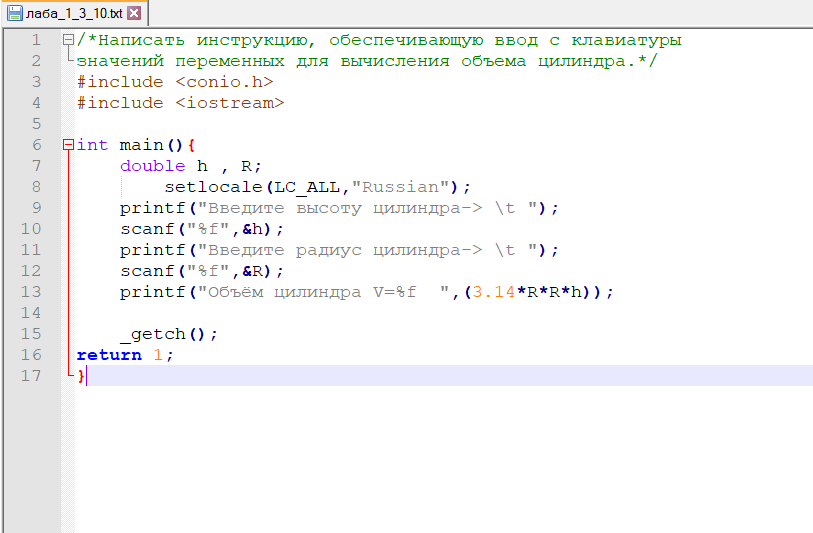 лаба_1_3_10.txt
1 /*Написать инструкцию, обеспечивающую ввод с клавиатуры
2 значений переменных для вычисления объема цилиндра.*/
3 #include <conio.h>
4 #include <iostream>
5
6 int main(){
7 double h , R;
8 setlocale(LC_ALL,"Russian");
9 printf("Введите высоту цилиндра-> \t ");
10 scanf("%f",&h);
11 printf("Введите радиус цилиндра-> \t ");
12 scanf("%f",&R);
13 printf("Объём цилиндра V=%f  ",(3.14*R*R*h));
14
15 _getch();
16 return 1;
17 }